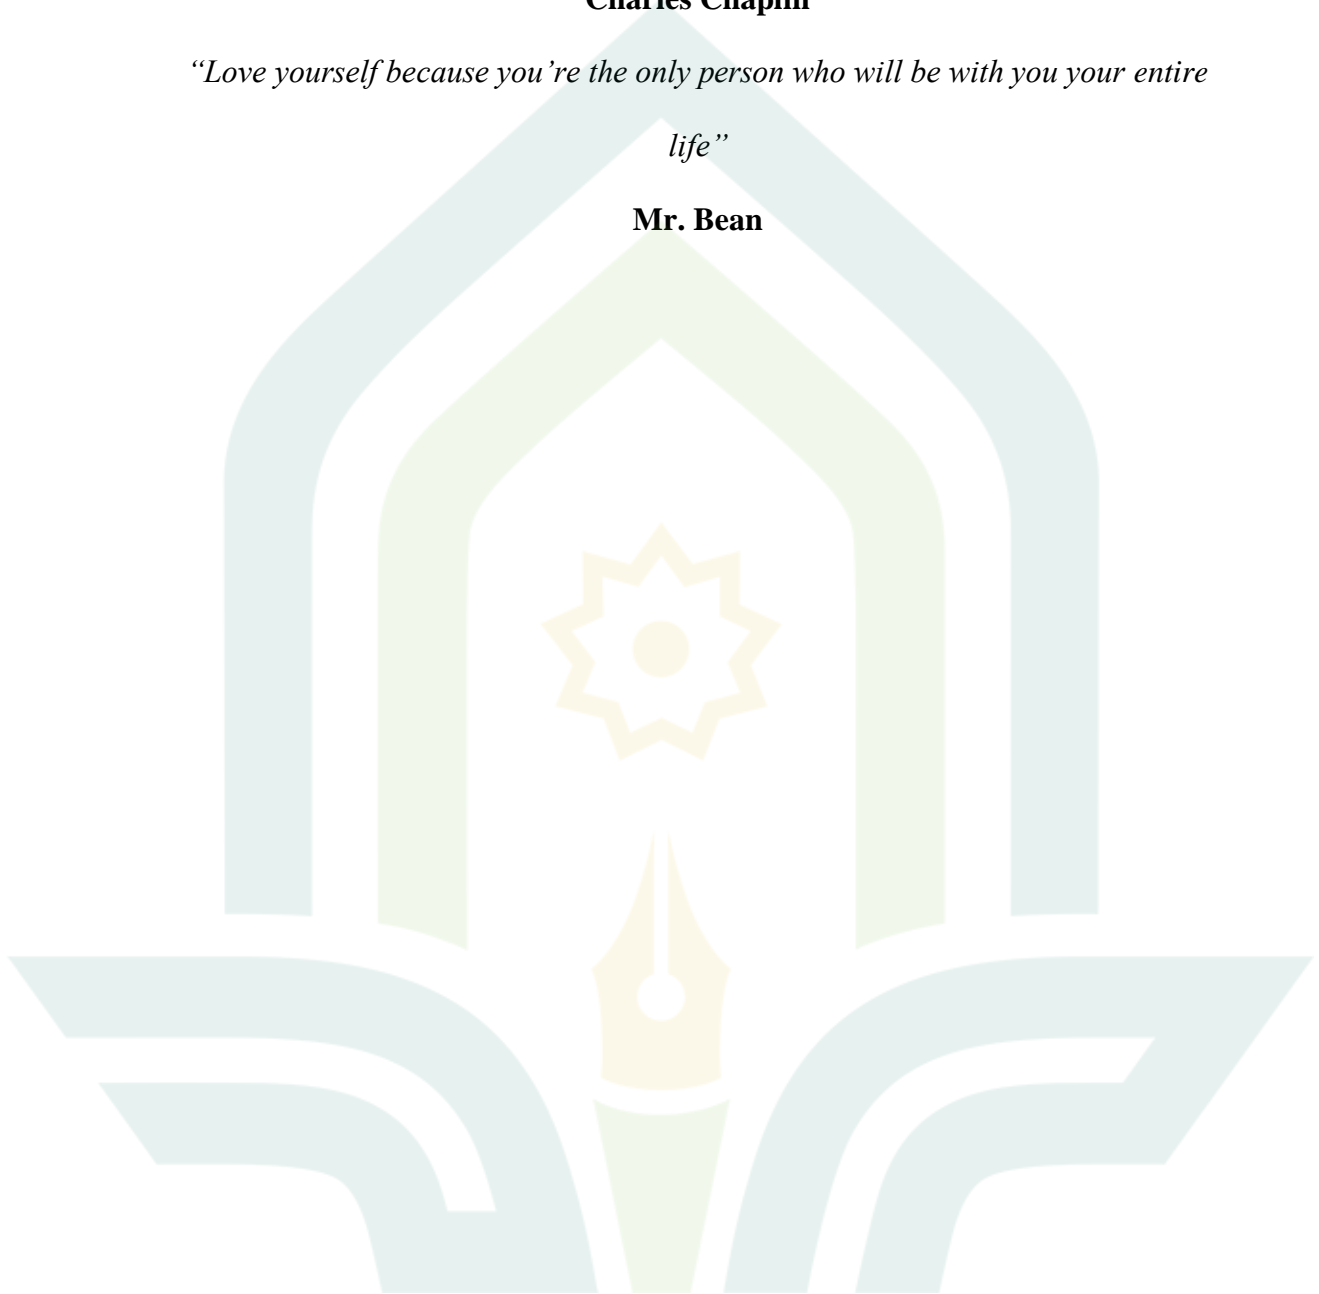 Charles Chaplin
“Love yourself because you’re the only person who will be with you your entire
life”
Mr. Bean